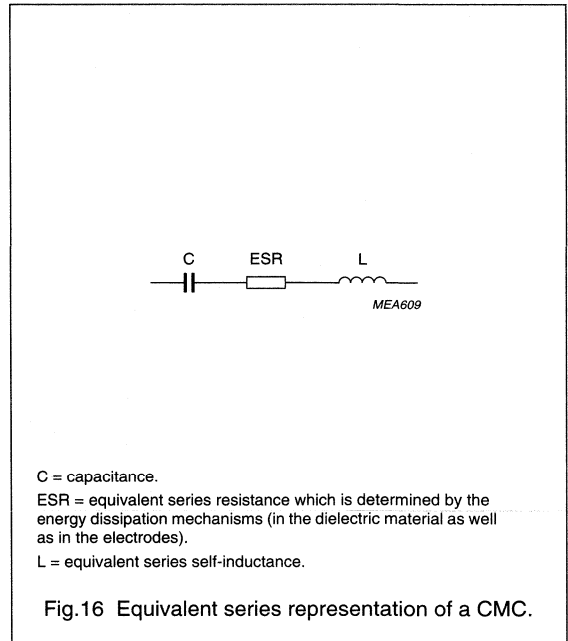 C ESR L
MEA609
C = capacitance.
ESR = equivalent series resistance which is determined by the
energy dissipation mechanisms (in the dielectric material as well
as in the electrodes).
L = equivalent series self-inductance.
Fig.16 Equivalent series representation of a CMC.